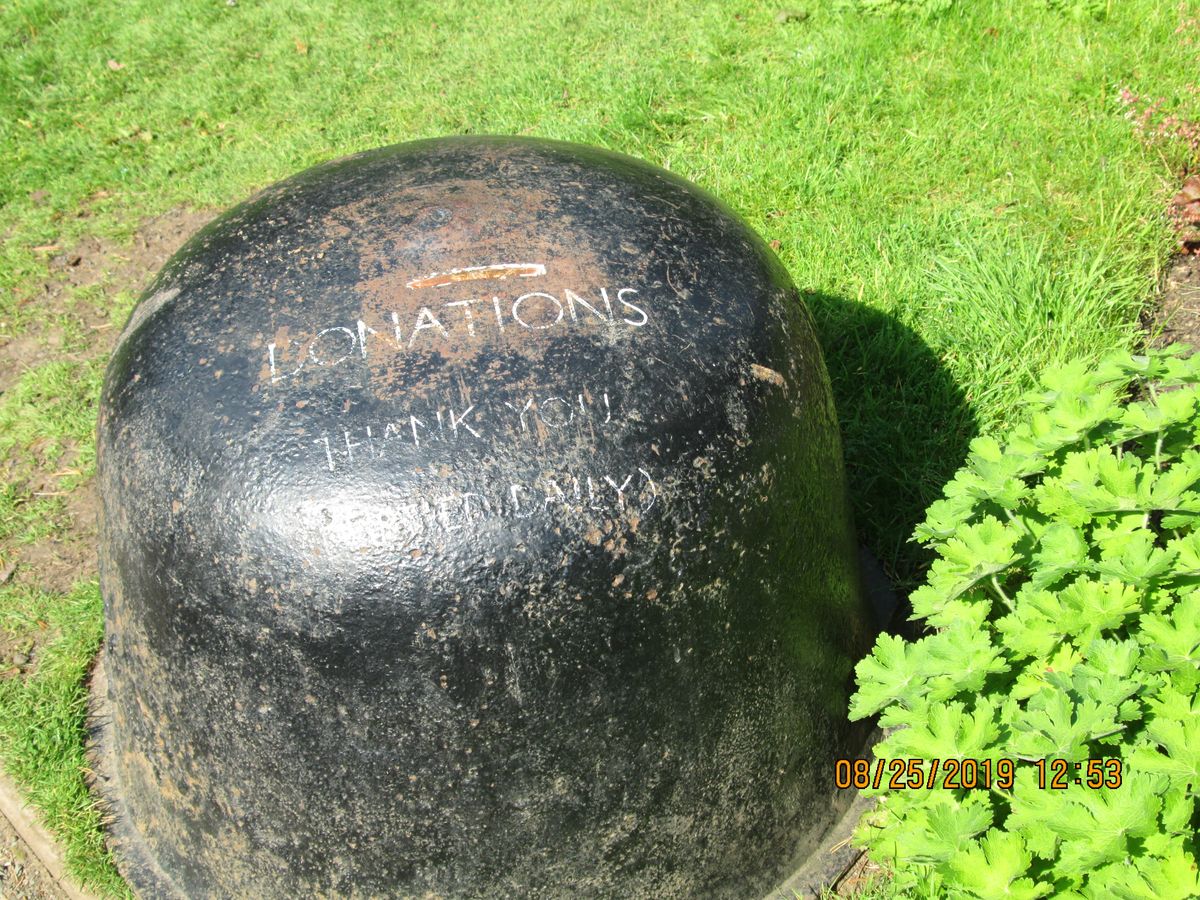 DONATIONS
THANK YOU
DAILY)
08/25/2019 12:53